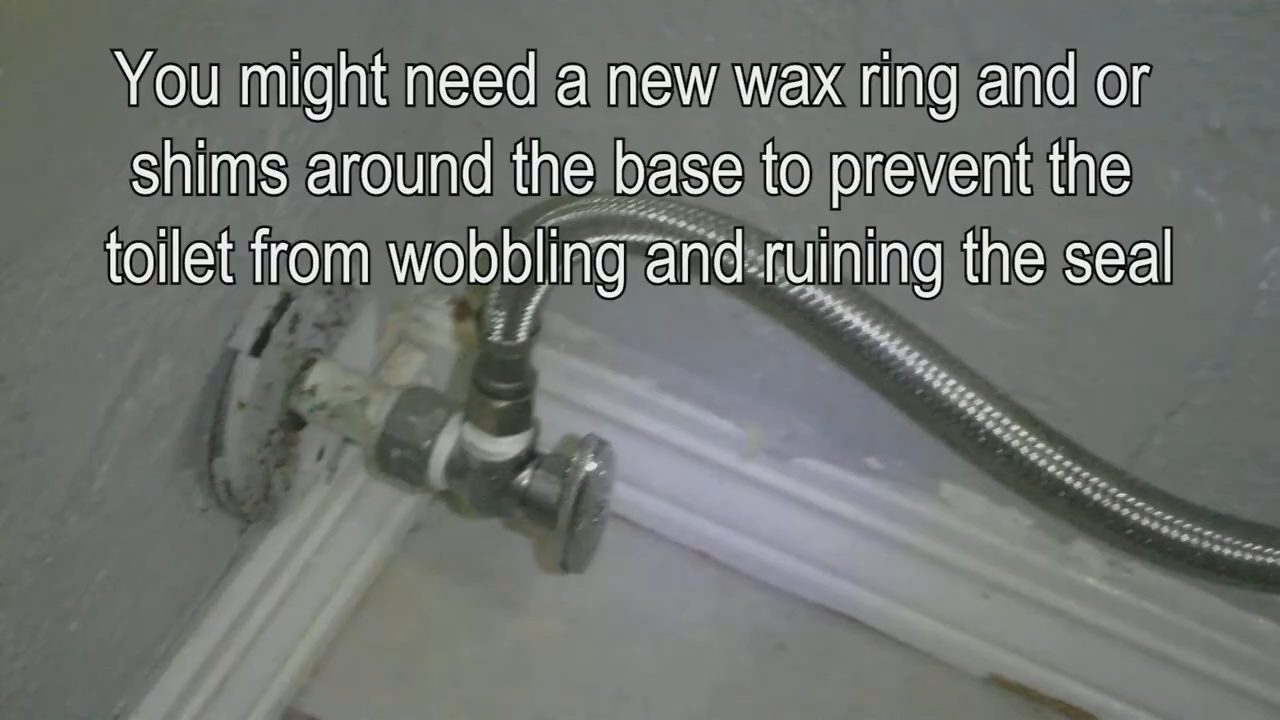 You might need a new wax ring and or
shims around the base to prevent the
toilet from wobbling and ruining the seal